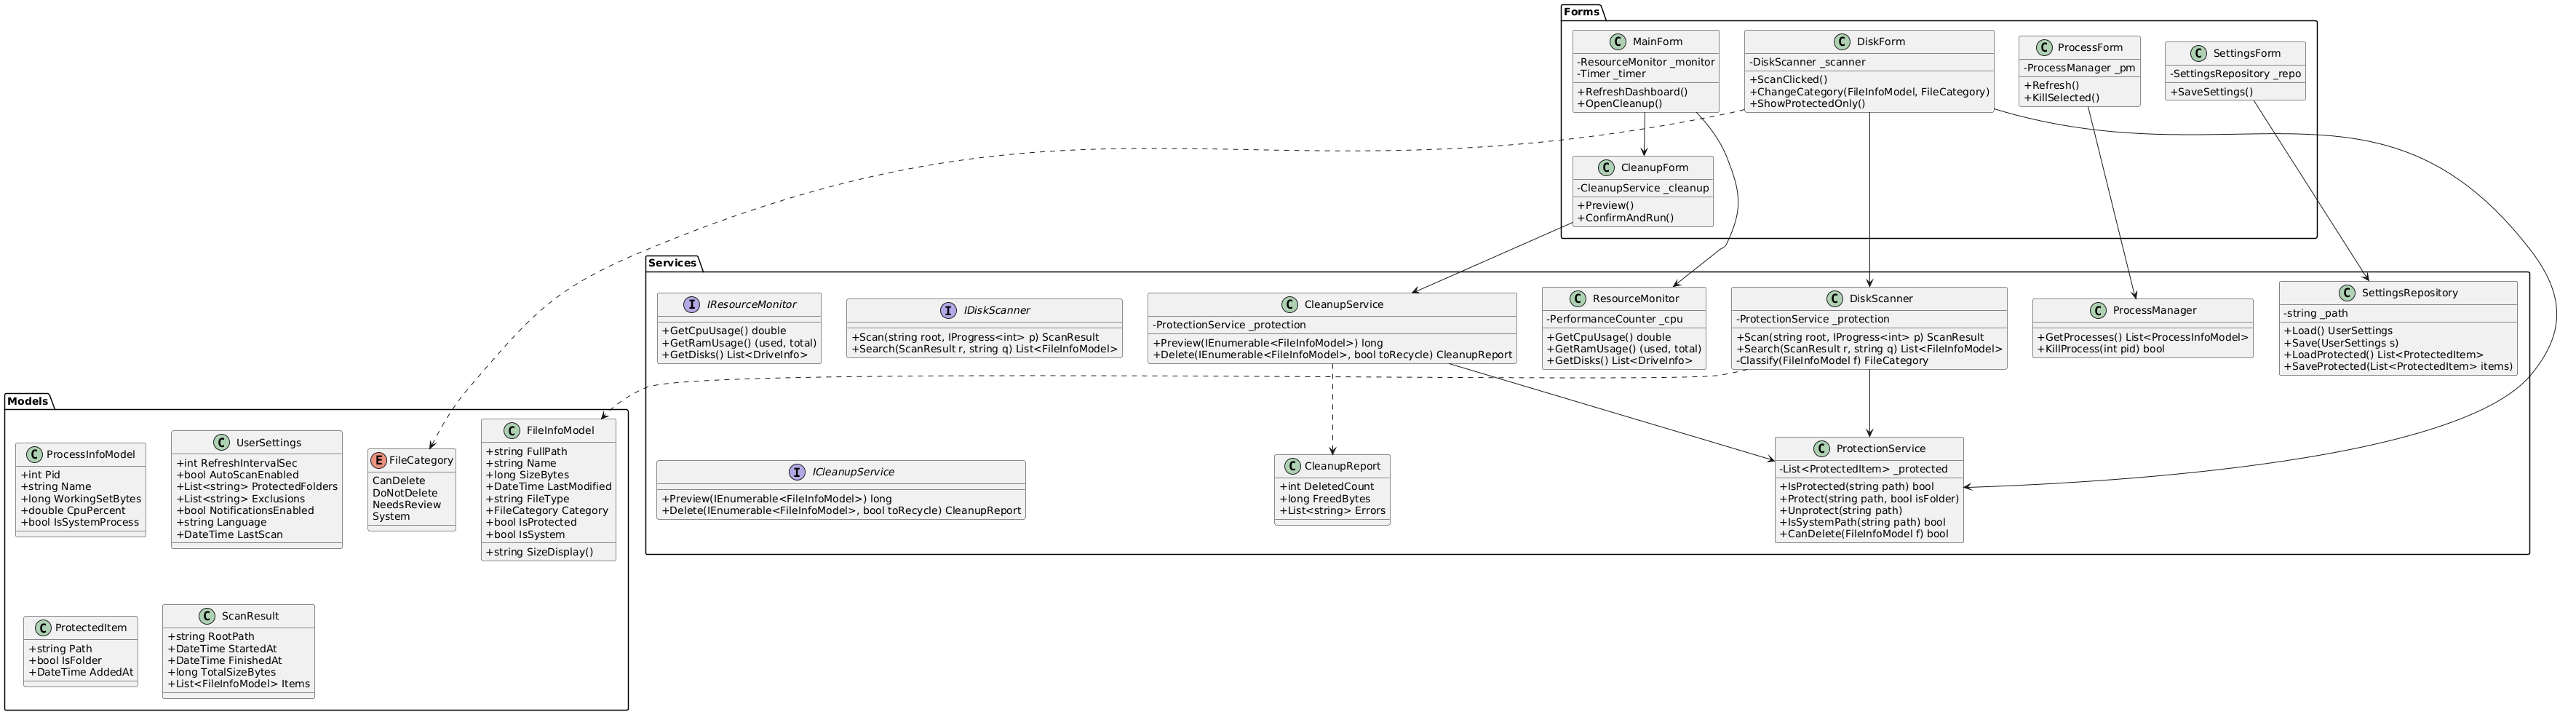 Forms
C MainForm
-ResourceMonitor _monitor
-Timer _timer
+RefreshDashboard()
+OpenCleanup()
C DiskForm
-DiskScanner _scanner
+ScanClicked()
+ChangeCategory(FileInfoModel, FileCategory)
+ShowProtectedOnly()
C ProcessForm
-ProcessManager _pm
+Refresh()
+KillSelected()
C SettingsForm
-SettingsRepository _repo
+SaveSettings()
C CleanupForm
-CleanupService _cleanup
+Preview()
+ConfirmAndRun()
Services
I IResourceMonitor
+GetCpuUsage() double
+GetRamUsage() (used, total)
+GetDisks() List<DriveInfo>
I IDiskScanner
+Scan(string root, IProgress<int> p) ScanResult
+Search(ScanResult r, string q) List<FileInfoModel>
C CleanupService
-ProtectionService _protection
+Preview(IEnumerable<FileInfoModel>) long
+Delete(IEnumerable<FileInfoModel>, bool toRecycle) CleanupReport
C ResourceMonitor
-PerformanceCounter _cpu
+GetCpuUsage() double
+GetRamUsage() (used, total)
+GetDisks() List<DriveInfo>
C DiskScanner
-ProtectionService _protection
+Scan(string root, IProgress<int> p) ScanResult
+Search(ScanResult r, string q) List<FileInfoModel>
-Classify(FileInfoModel f) FileCategory
C ProcessManager
+GetProcesses() List<ProcessInfoModel>
+KillProcess(int pid) bool
C SettingsRepository
-string _path
+Load() UserSettings
+Save(UserSettings s)
+LoadProtected() List<ProtectedItem>
+SaveProtected(List<ProtectedItem> items)
I ICleanupService
+Preview(IEnumerable<FileInfoModel>) long
+Delete(IEnumerable<FileInfoModel>, bool toRecycle) CleanupReport
C CleanupReport
+int DeletedCount
+long FreedBytes
+List<string> Errors
C ProtectionService
-List<ProtectedItem> _protected
+IsProtected(string path) bool
+Protect(string path, bool isFolder)
+Unprotect(string path)
+IsSystemPath(string path) bool
+CanDelete(FileInfoModel f) bool
Models
C ProcessInfoModel
+int Pid
+string Name
+long WorkingSetBytes
+double CpuPercent
+bool IsSystemProcess
C UserSettings
+int RefreshIntervalSec
+bool AutoScanEnabled
+List<string> ProtectedFolders
+List<string> Exclusions
+bool NotificationsEnabled
+string Language
+DateTime LastScan
E FileCategory
CanDelete
DoNotDelete
NeedsReview
System
C FileInfoModel
+string FullPath
+string Name
+long SizeBytes
+DateTime LastModified
+string FileType
+FileCategory Category
+bool IsProtected
+bool IsSystem
+string SizeDisplay()
C ProtectedItem
+string Path
+bool IsFolder
+DateTime AddedAt
C ScanResult
+string RootPath
+DateTime StartedAt
+DateTime FinishedAt
+long TotalSizeBytes
+List<FileInfoModel> Items